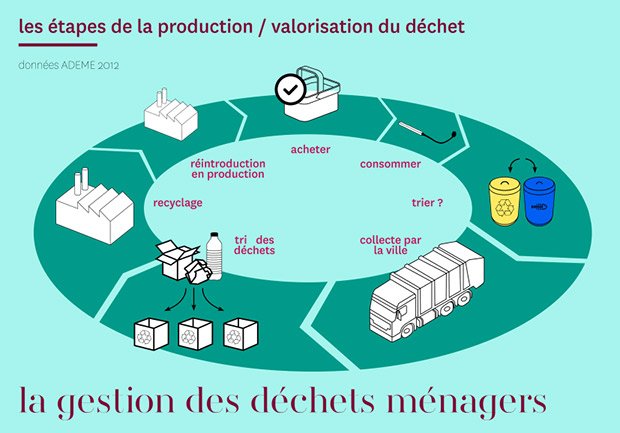 les étapes de la production / valorisation du déchet
données ADEME 2012
acheter
réintroduction
en production
consommer
recyclage
trier ?
tri des
déchets
collecte par
la ville
la gestion des déchets ménagers